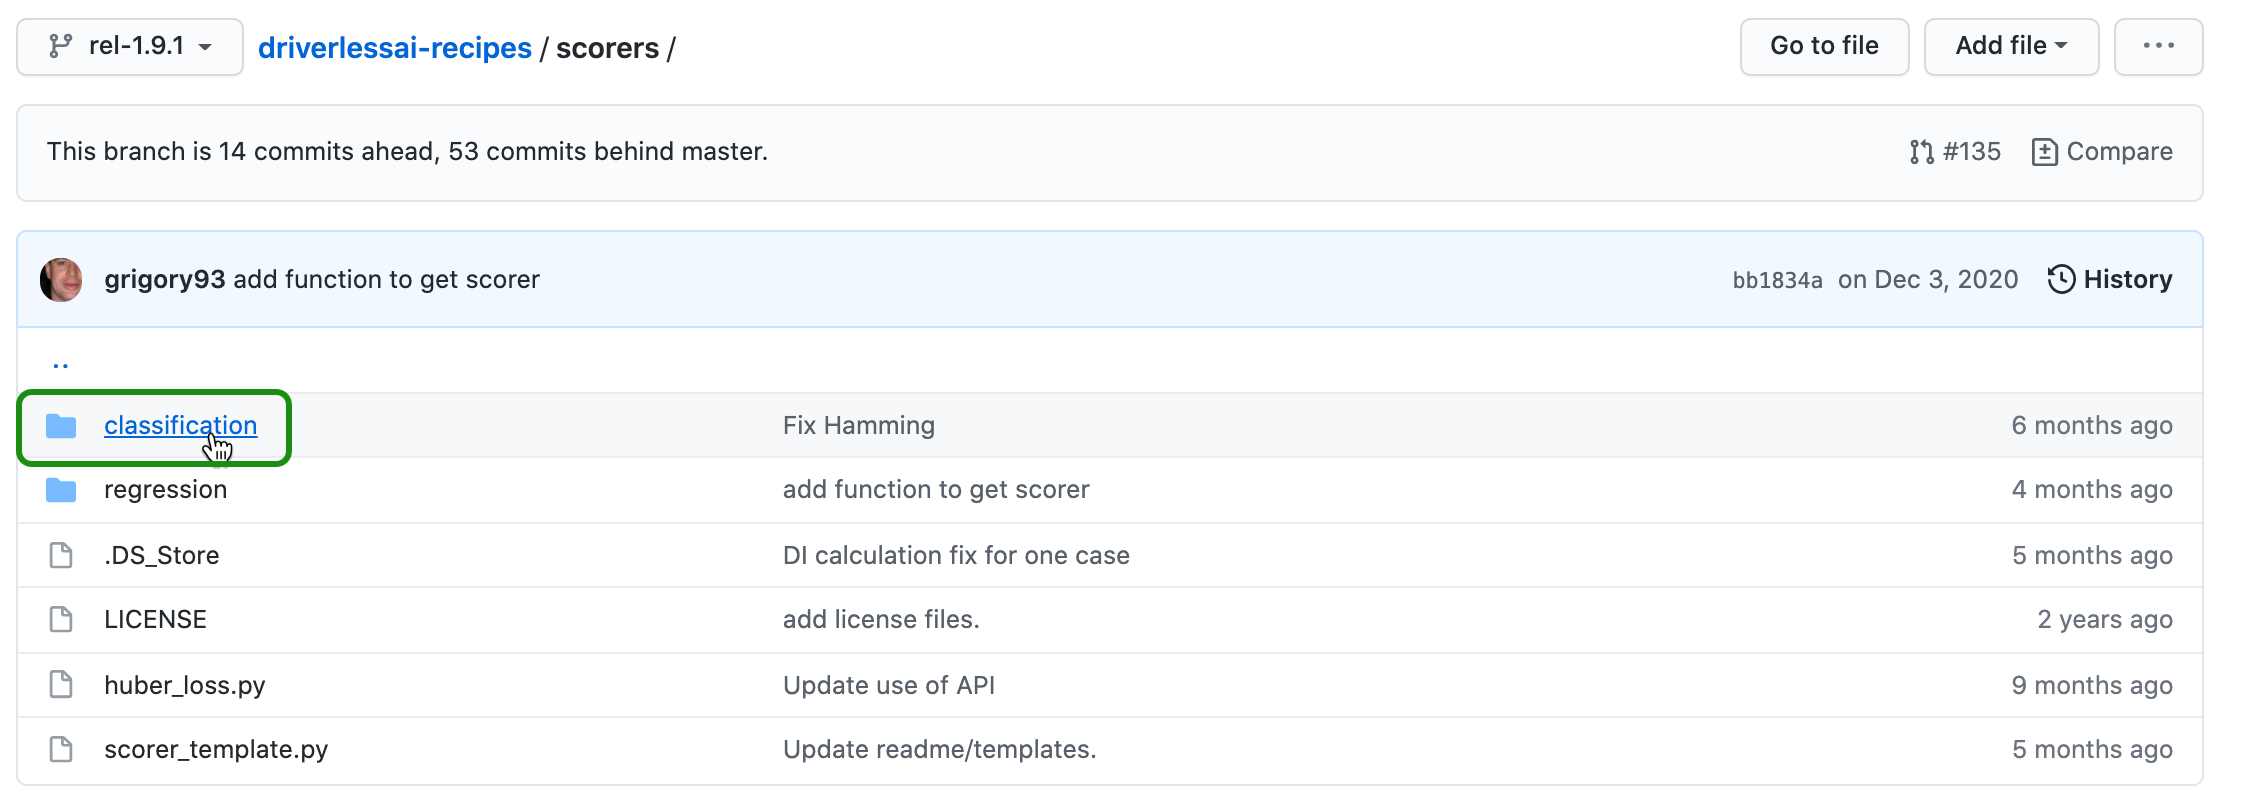 rel-1.9.1 driverlessai-recipes / scorers / Go to file Add file ...
This branch is 14 commits ahead, 53 commits behind master. #135 Compare
grigory93 add function to get scorer bb1834a on Dec 3, 2020 History
..
classification Fix Hamming 6 months ago
regression add function to get scorer 4 months ago
.DS_Store DI calculation fix for one case 5 months ago
LICENSE add license files. 2 years ago
huber_loss.py Update use of API 9 months ago
scorer_template.py Update readme/templates. 5 months ago